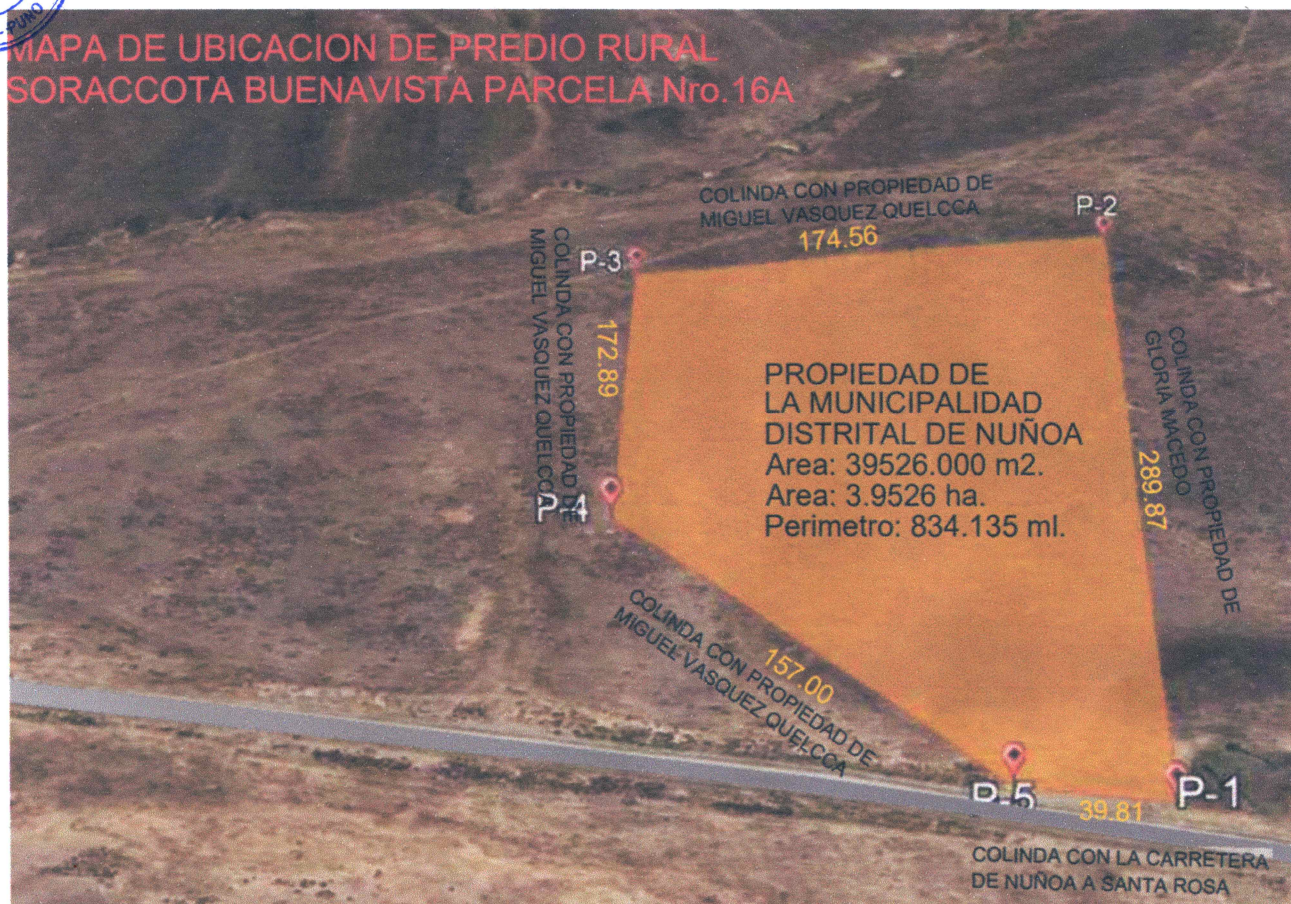 -PUNO
MAPA DE UBICACION DE PREDIO RURAL
SORACCOTA BUENAVISTA PARCELA Nro.16A
COLINDA CON PROPIEDAD DE
MIGUEL VASQUEZ QUELCCA
174.56
P-2
P-3
COLINDA CON PROPIEDAD DE
MIGUEL VASQUEZ QUELCCA
172.89
PROPIEDAD DE
LA MUNICIPALIDAD
DISTRITAL DE NUÑOA
Area: 39526.000 m2.
Area: 3.9526 ha.
Perimetro: 834.135 ml.
COLINDA CON PROPIEDAD DE
GLORIA MACEDO
289.87
P-4
COLINDA CON PROPIEDAD DE
MIGUEL VASQUEZ QUELCCA
157.00
P-5
39.81
P-1
COLINDA CON LA CARRETERA
DE NUÑOA A SANTA ROSA